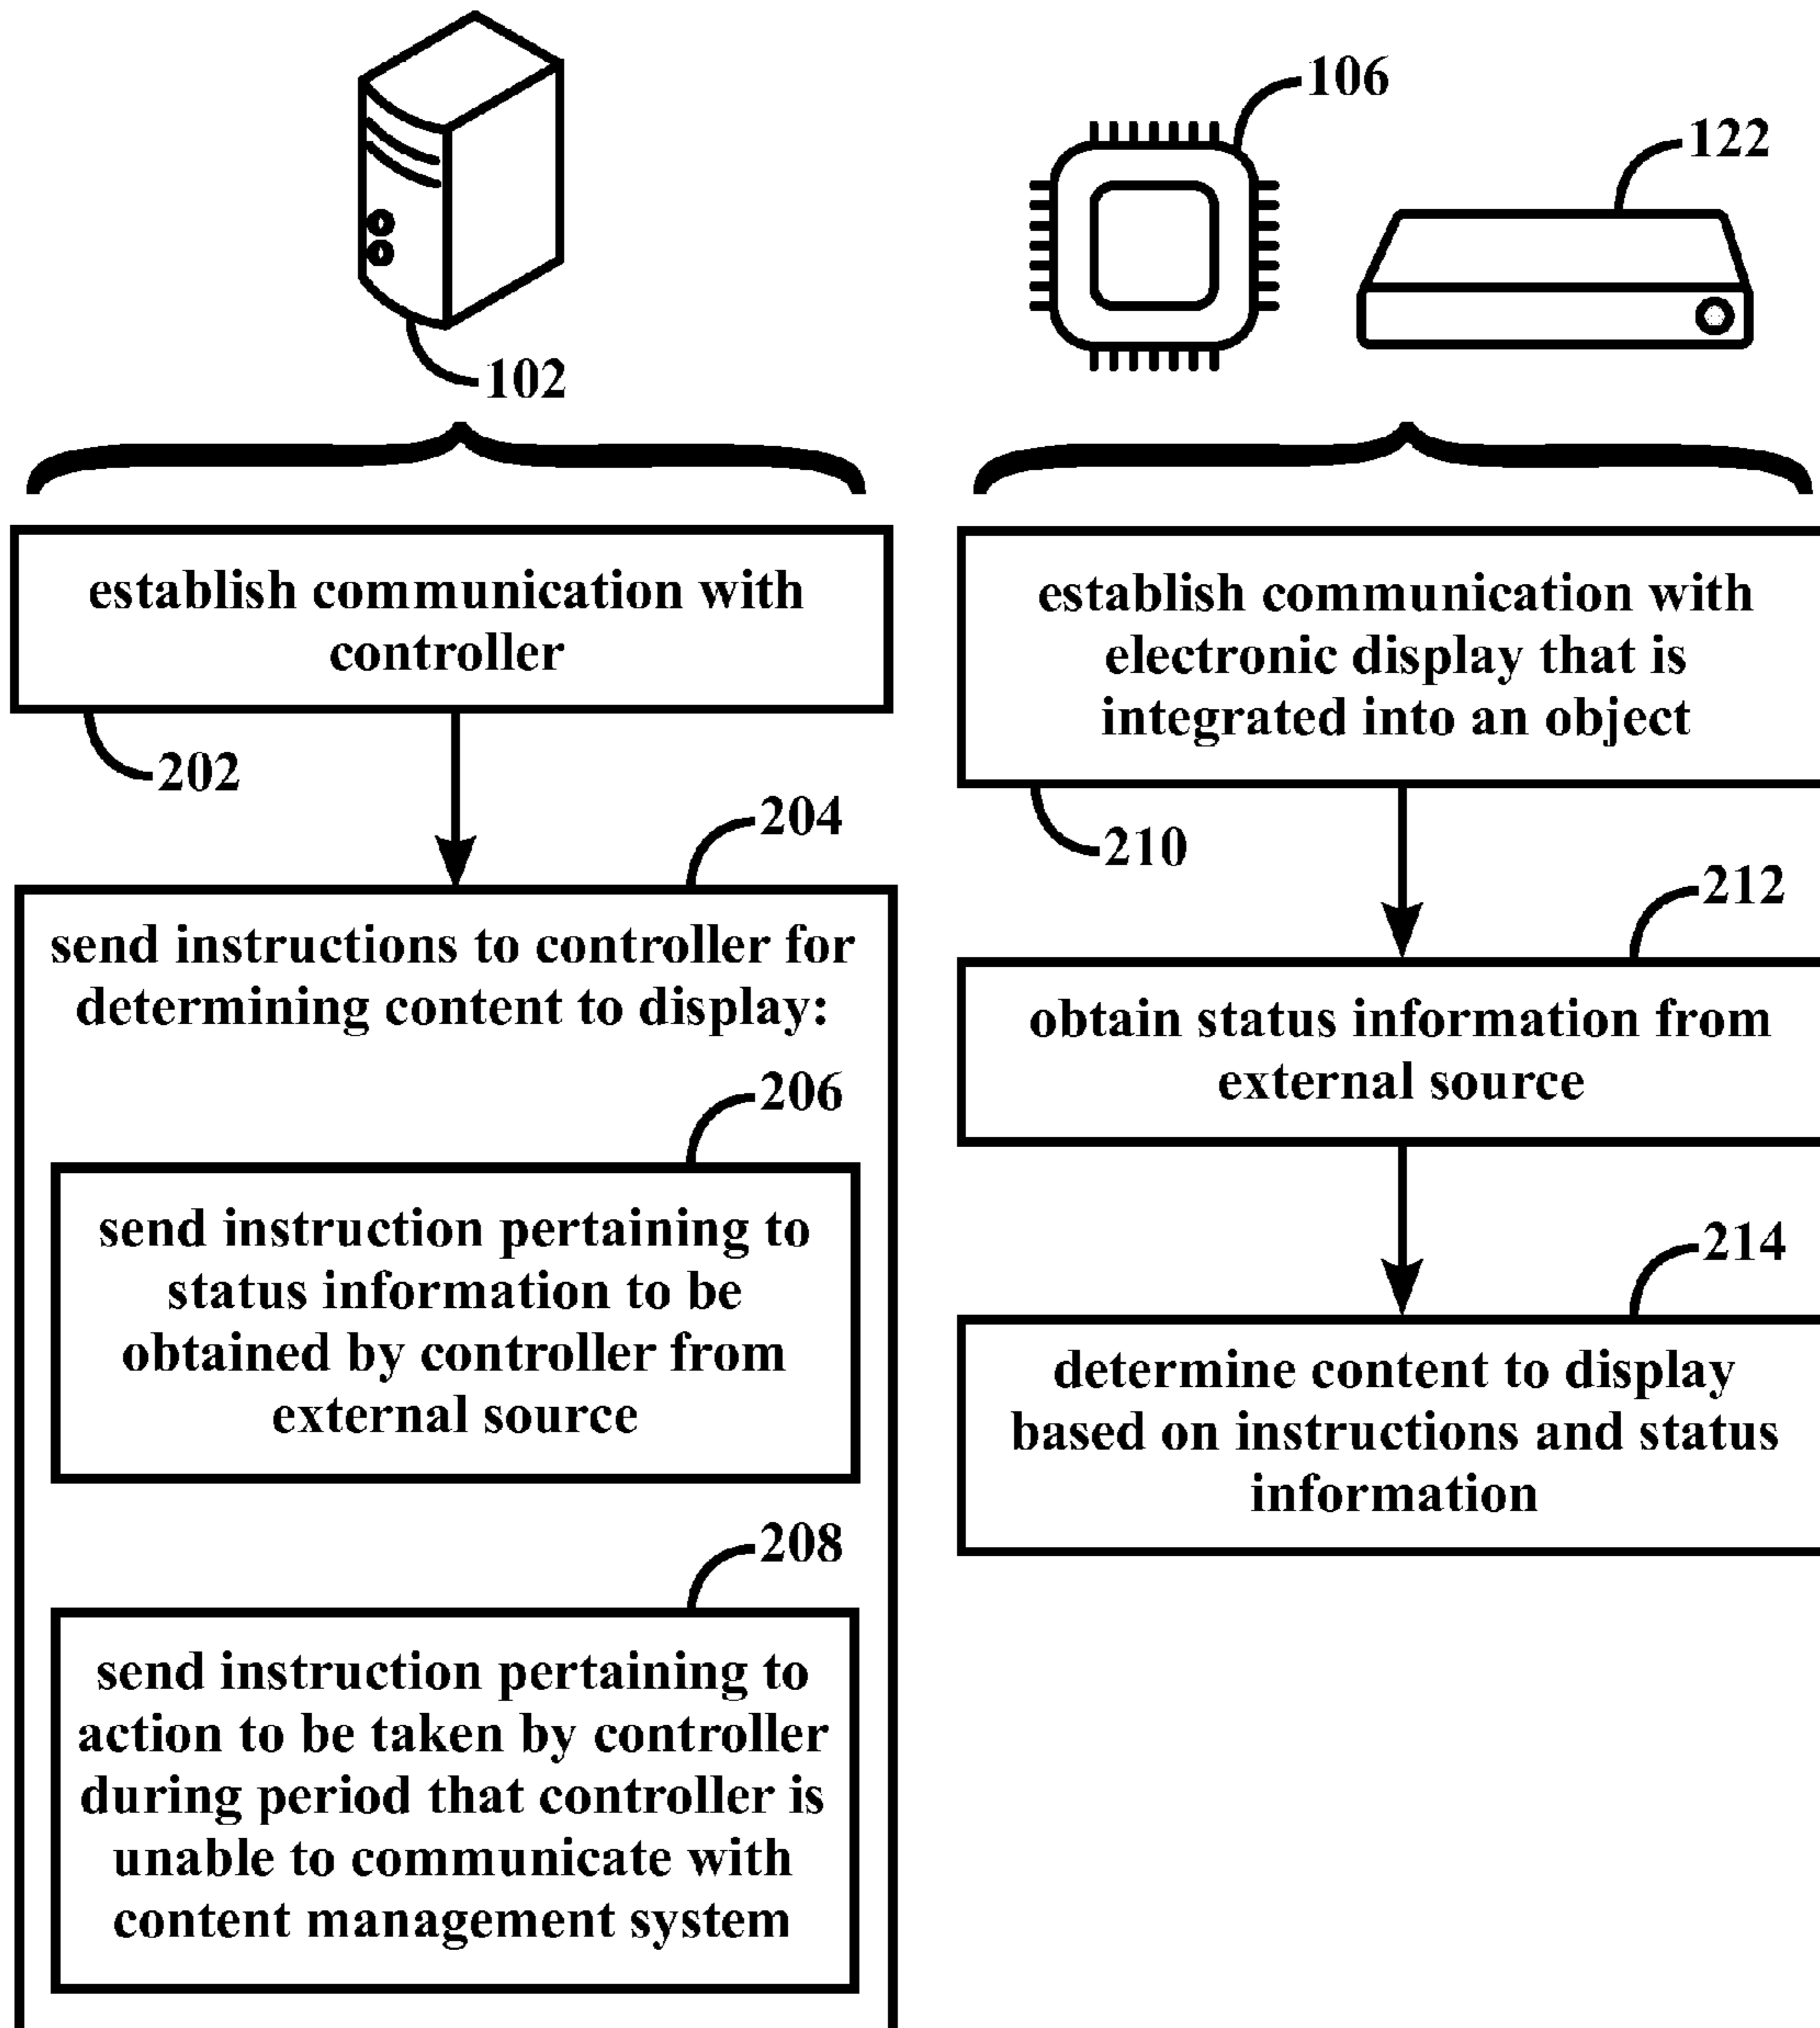 102
establish communication with
controller
202
204
send instructions to controller for
determining content to display:
206
send instruction pertaining to
status information to be
obtained by controller from
external source
208
send instruction pertaining to
action to be taken by controller
during period that controller is
unable to communicate with
content management system
106
122
establish communication with
electronic display that is
integrated into an object
210
212
obtain status information from
external source
214
determine content to display
based on instructions and status
information